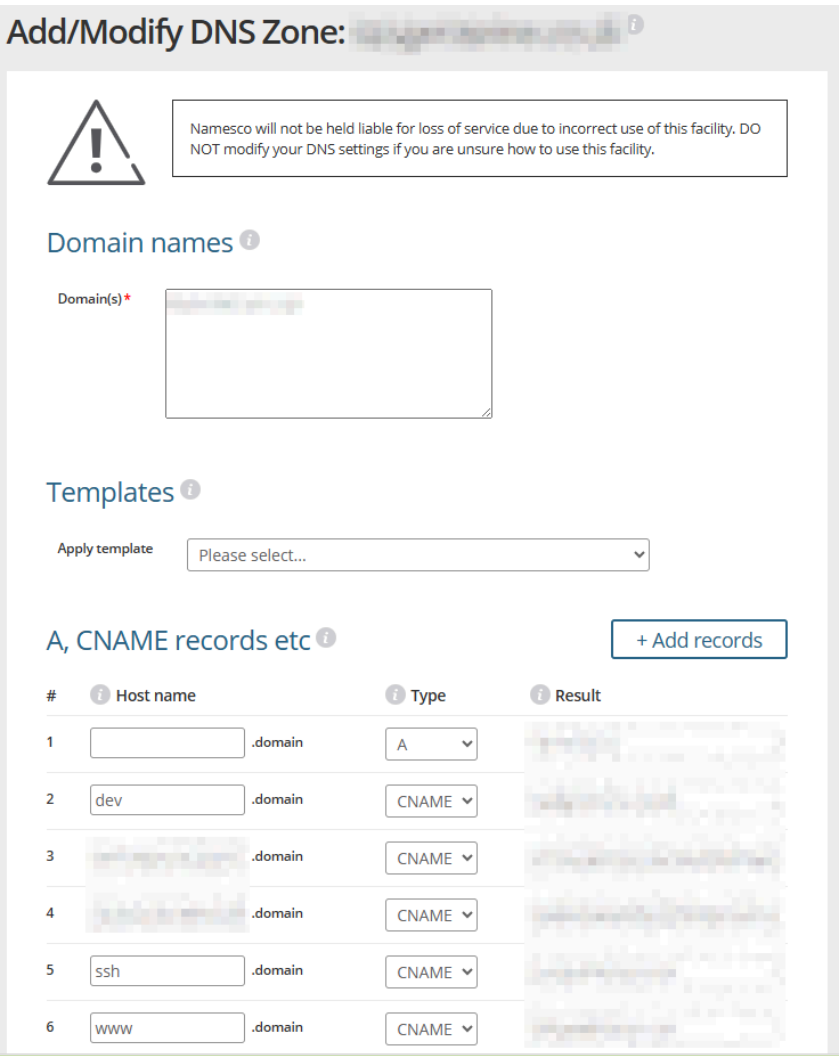 Add/Modify DNS Zone:
Namesco will not be held liable for loss of service due to incorrect use of this facility. DO
NOT modify your DNS settings if you are unsure how to use this facility.
Domain names
Domain(s)*
Templates
Apply template Please select...
A, CNAME records etc + Add records
# Host name Type Result
1 .domain A
2 dev .domain CNAME
3 .domain CNAME
4 .domain CNAME
5 ssh .domain CNAME
6 www .domain CNAME